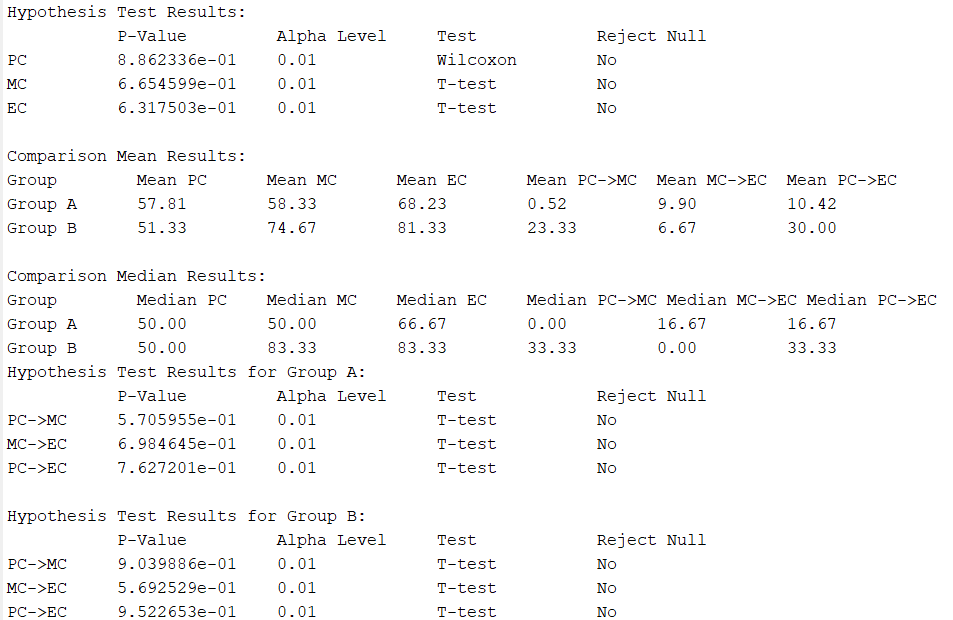 Hypothesis Test Results:
P-Value Alpha Level Test Reject Null
PC 8.862336e-01 0.01 Wilcoxon No
MC 6.654599e-01 0.01 T-test No
EC 6.317503e-01 0.01 T-test No
Comparison Mean Results:
Group Mean PC Mean MC Mean EC Mean PC->MC Mean MC->EC Mean PC->EC
Group A 57.81 58.33 68.23 0.52 9.90 10.42
Group B 51.33 74.67 81.33 23.33 6.67 30.00
Comparison Median Results:
Group Median PC Median MC Median EC Median PC->MC Median MC->EC Median PC->EC
Group A 50.00 50.00 66.67 0.00 16.67 16.67
Group B 50.00 83.33 83.33 33.33 0.00 33.33
Hypothesis Test Results for Group A:
P-Value Alpha Level Test Reject Null
PC->MC 5.705955e-01 0.01 T-test No
MC->EC 6.984645e-01 0.01 T-test No
PC->EC 7.627201e-01 0.01 T-test No
Hypothesis Test Results for Group B:
P-Value Alpha Level Test Reject Null
PC->MC 9.039886e-01 0.01 T-test No
MC->EC 5.692529e-01 0.01 T-test No
PC->EC 9.522653e-01 0.01 T-test No